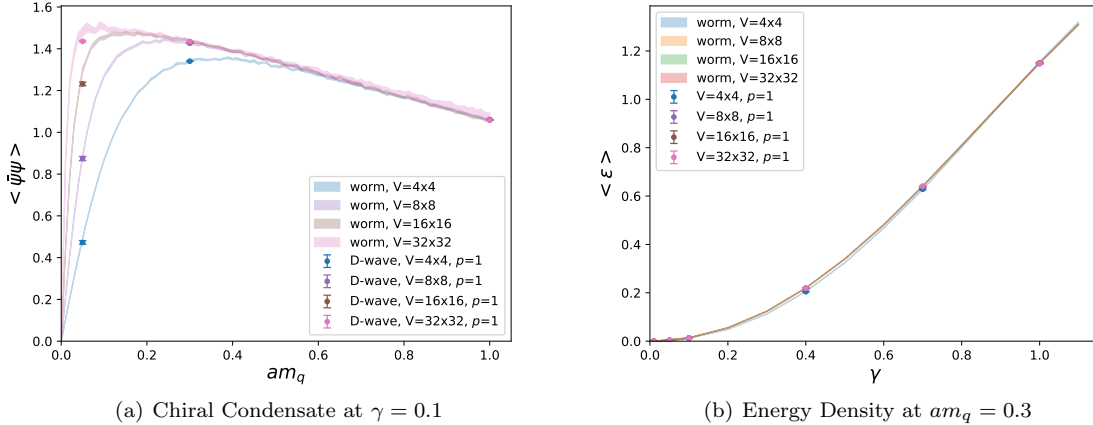 1.6
1.4
1.2
1.0
0.8
0.6
0.4
0.2
0.0
< ψ̄ψ >
worm, V=4x4
worm, V=8x8
worm, V=16x16
worm, V=32x32
D-wave, V=4x4, p=1
D-wave, V=8x8, p=1
D-wave, V=16x16, p=1
D-wave, V=32x32, p=1
0.0 0.2 0.4 0.6 0.8 1.0
am_q
(a) Chiral Condensate at γ = 0.1
1.2
1.0
0.8
0.6
0.4
0.2
0.0
< ε >
worm, V=4x4
worm, V=8x8
worm, V=16x16
worm, V=32x32
V=4x4, p=1
V=8x8, p=1
V=16x16, p=1
V=32x32, p=1
0.0 0.2 0.4 0.6 0.8 1.0
γ
(b) Energy Density at am_q = 0.3